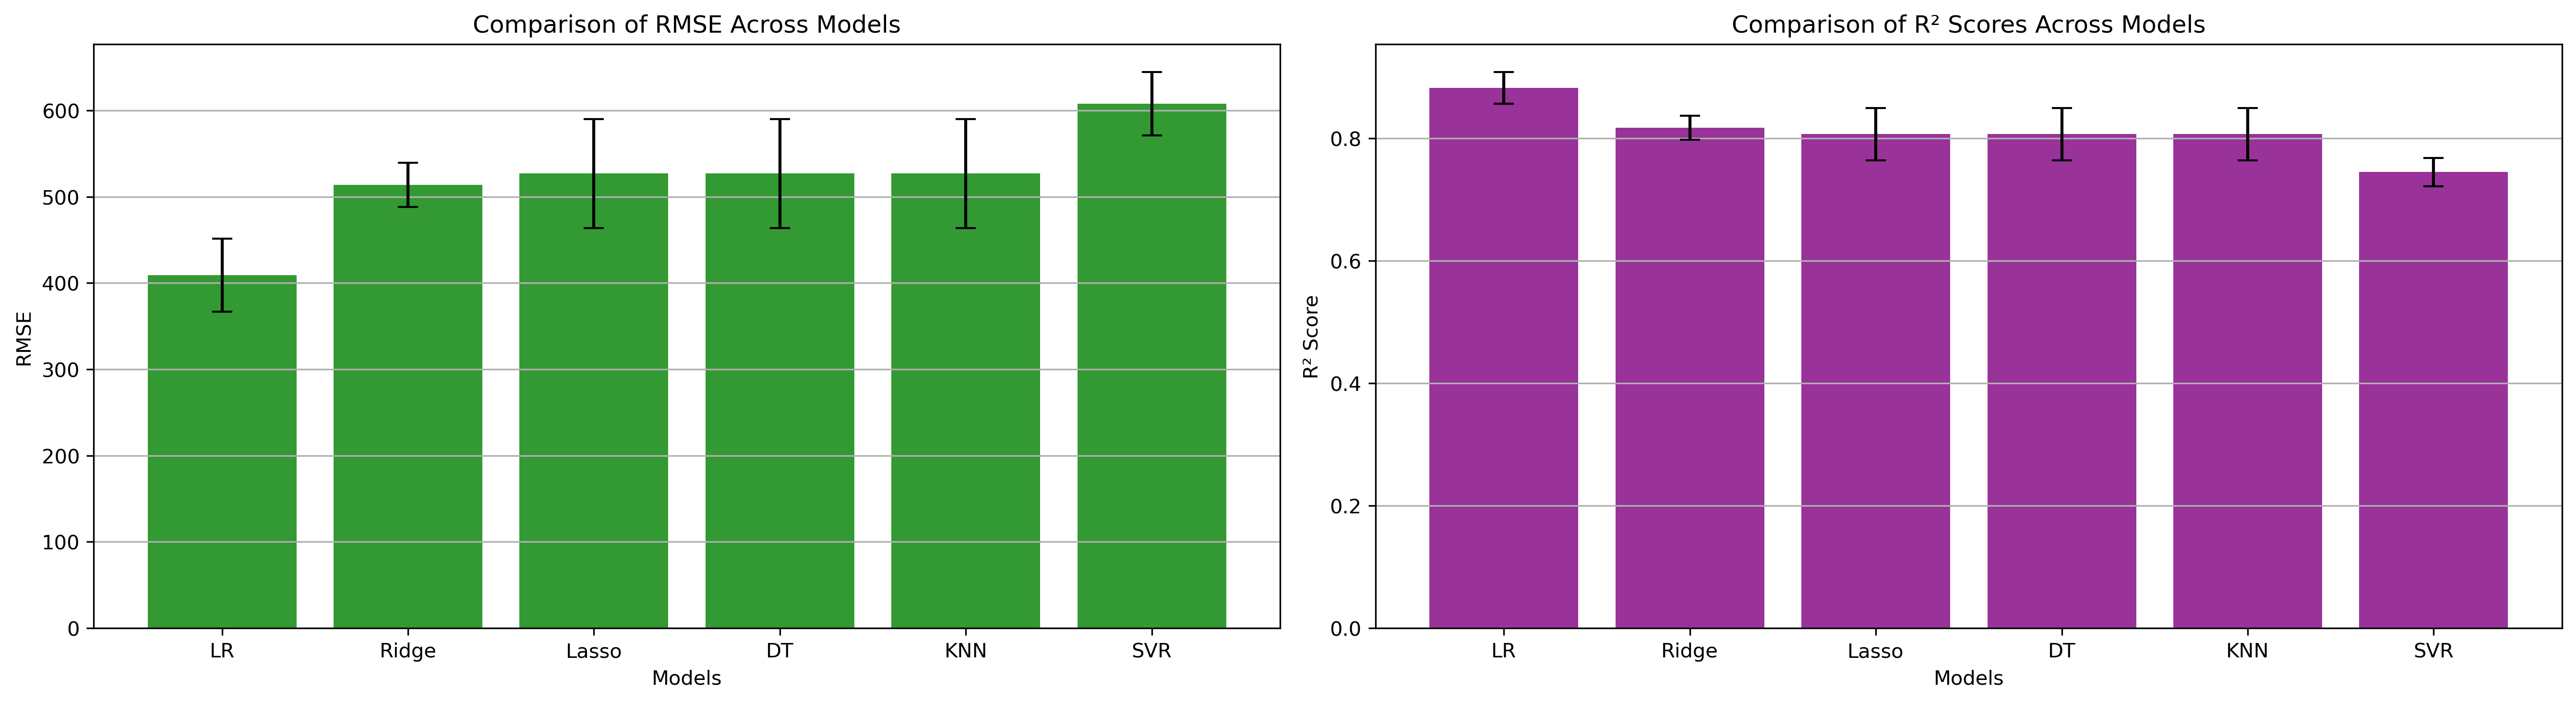 Comparison of RMSE Across Models
RMSE
600
500
400
300
200
100
0
LR Ridge Lasso DT KNN SVR
Models
Comparison of R² Scores Across Models
R² Score
0.8
0.6
0.4
0.2
0.0
LR Ridge Lasso DT KNN SVR
Models